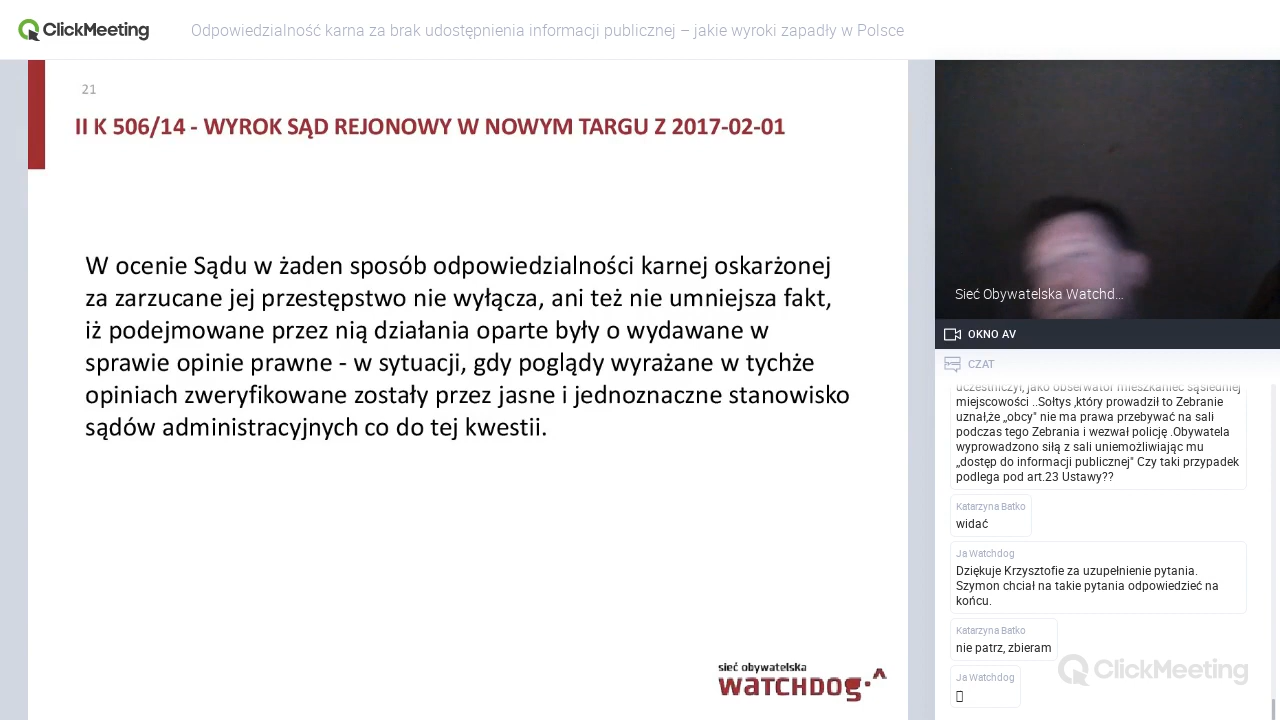 ClickMeeting
Odpowiedzialność karna za brak udostępnienia informacji publicznej – jakie wyroki zapadły w Polsce
21
II K 506/14 - WYROK SĄD REJONOWY W NOWYM TARGU Z 2017-02-01
W ocenie Sądu w żaden sposób odpowiedzialności karnej oskarżonej
za zarzucane jej przestępstwo nie wyłącza, ani też nie umniejsza fakt,
iż podejmowane przez nią działania oparte były o wydawane w
sprawie opinie prawne - w sytuacji, gdy poglądy wyrażane w tychże
opiniach zweryfikowane zostały przez jasne i jednoznaczne stanowisko
sądów administracyjnych co do tej kwestii.
sieć obywatelska
WATCHDOG
Sieć Obywatelska Watchd...
OKNO AV
CZAT
uczestniczył, jako obserwator mieszkaniec sąsiedniej
miejscowości ..Sołtys ,który prowadził to Zebranie
uznał,że „obcy" nie ma prawa przebywać na sali
podczas tego Zebrania i wezwał policję .Obywatela
wyprowadzono siłą z sali uniemożliwiając mu
„dostęp do informacji publicznej" Czy taki przypadek
podlega pod art.23 Ustawy??
Katarzyna Batko
widać
Ja Watchdog
Dziękuje Krzysztofie za uzupełnienie pytania.
Szymon chciał na takie pytania odpowiedzieć na
końcu.
Katarzyna Batko
nie patrz, zbieram
Ja Watchdog
ClickMeeting